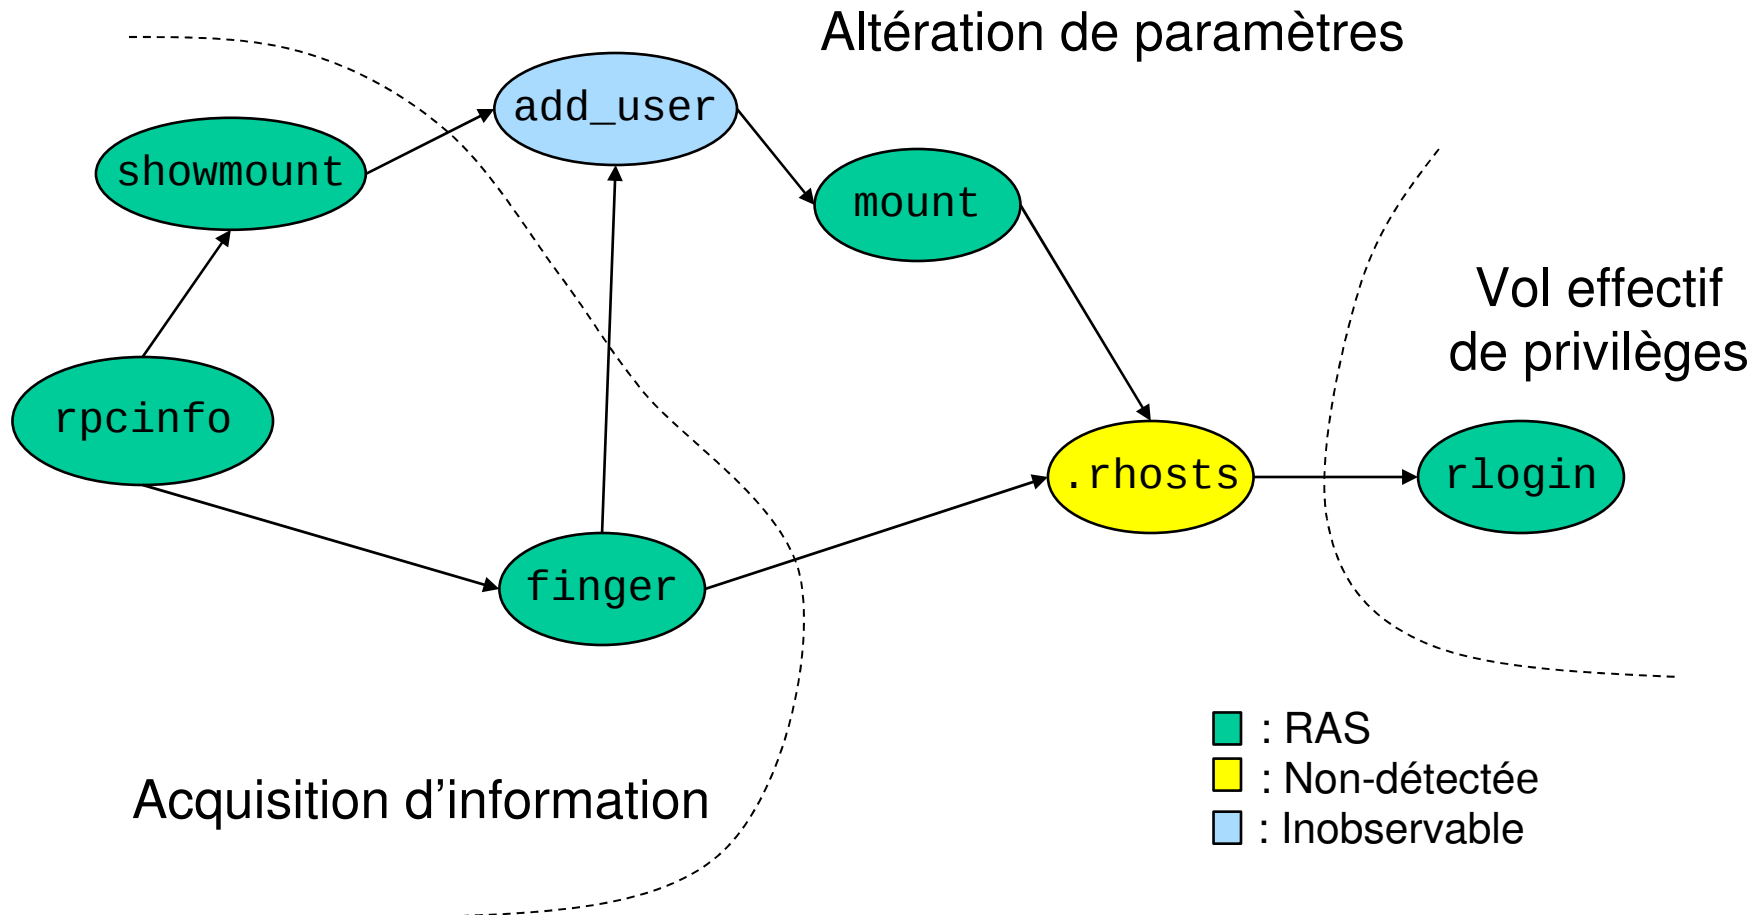 Altération de paramètres
add_user
showmount
mount
Vol effectif
de privilèges
rpcinfo
.rhosts
rlogin
finger
: RAS
: Non-détectée
: Inobservable
Acquisition d’information